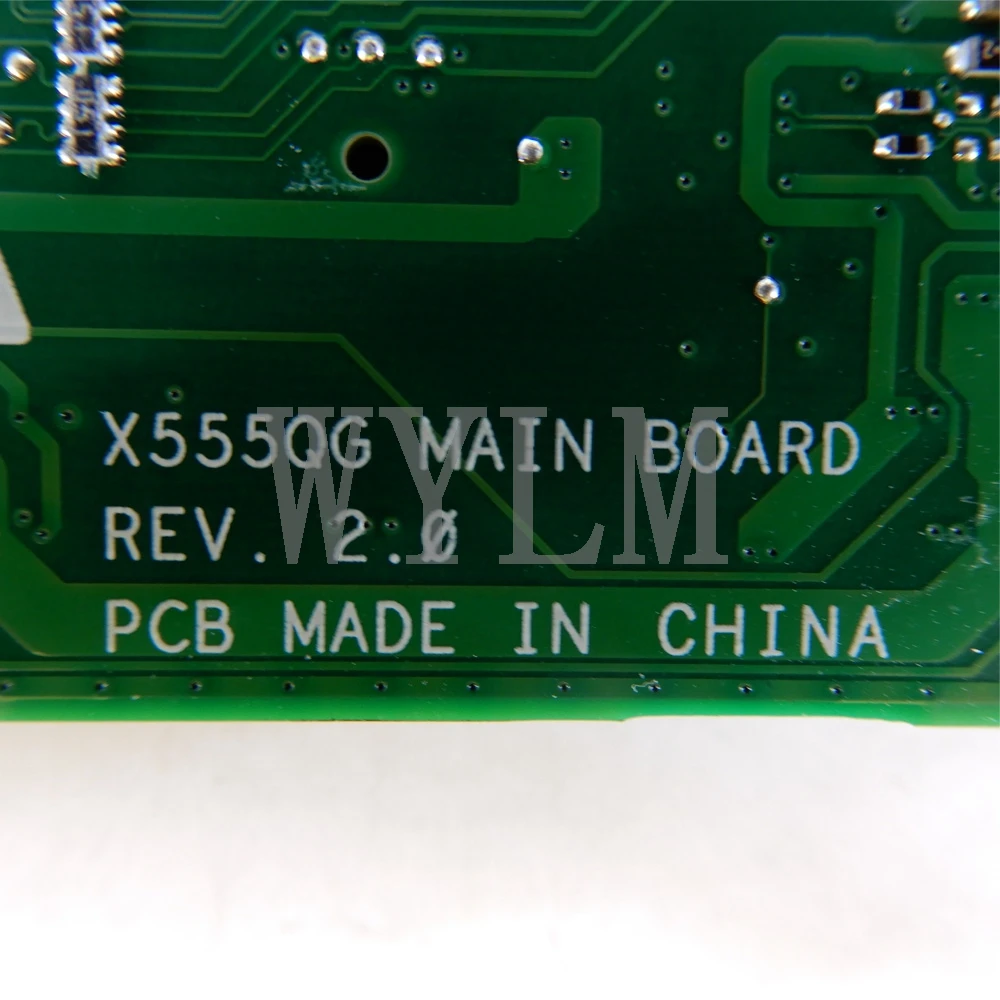 X555QG MAIN BOARD
REV. 2.0
PCB MADE IN CHINA
WYLM